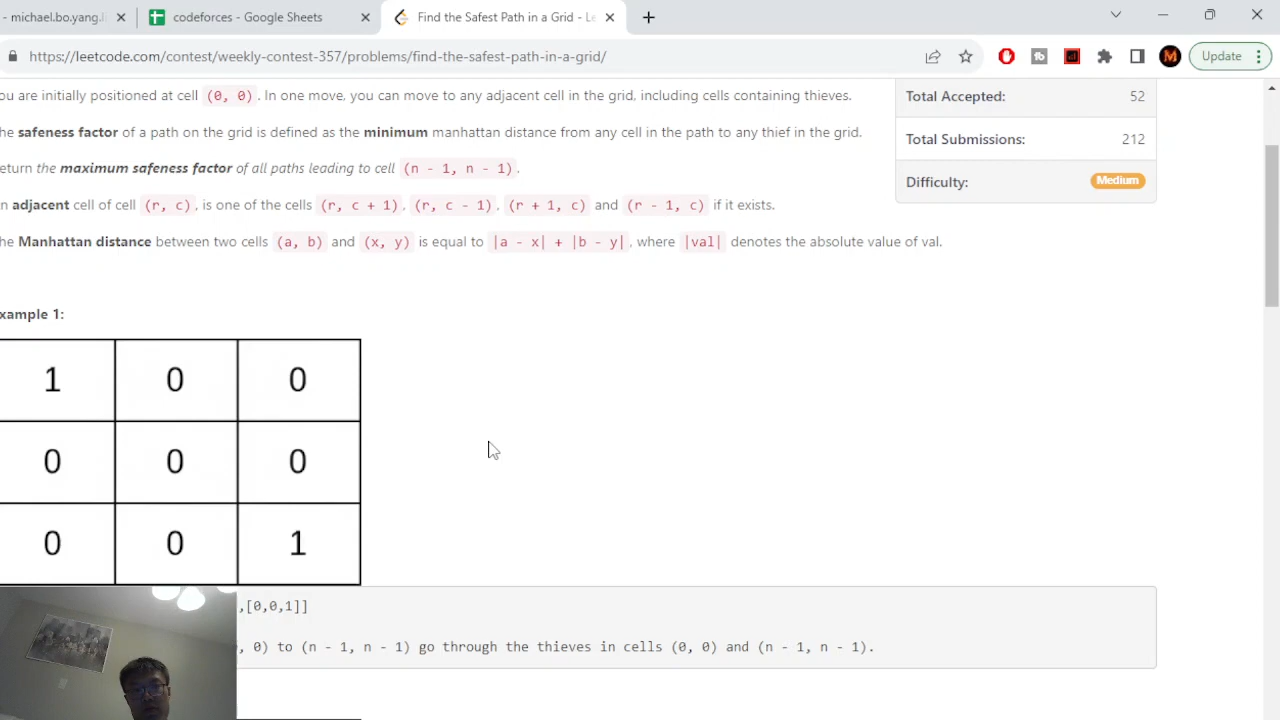 - michael.bo.yang.l
codeforces - Google Sheets
Find the Safest Path in a Grid - Le
https://leetcode.com/contest/weekly-contest-357/problems/find-the-safest-path-in-a-grid/
Update
ou are initially positioned at cell (0, 0). In one move, you can move to any adjacent cell in the grid, including cells containing thieves.
he safeness factor of a path on the grid is defined as the minimum manhattan distance from any cell in the path to any thief in the grid.
eturn the maximum safeness factor of all paths leading to cell (n - 1, n - 1).
n adjacent cell of cell (r, c), is one of the cells (r, c + 1), (r, c - 1), (r + 1, c) and (r - 1, c) if it exists.
he Manhattan distance between two cells (a, b) and (x, y) is equal to |a - x| + |b - y|, where |val| denotes the absolute value of val.
Total Accepted: 52
Total Submissions: 212
Difficulty: Medium
xample 1:
1 0 0
0 0 0
0 0 1
,[0,0,1]]
, 0) to (n - 1, n - 1) go through the thieves in cells (0, 0) and (n - 1, n - 1).